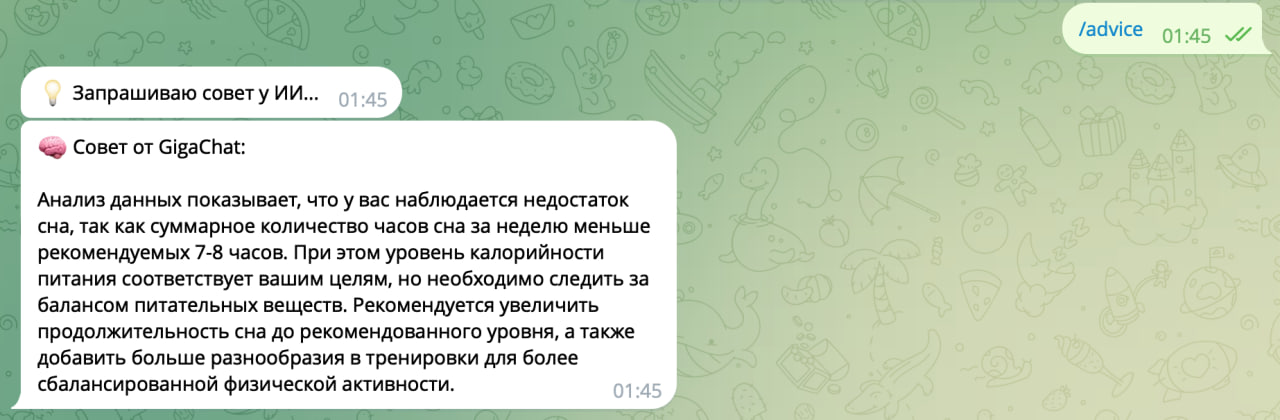 /advice 01:45
💡 Запрашиваю совет у ИИ... 01:45
🧠 Совет от GigaChat:
Анализ данных показывает, что у вас наблюдается недостаток
сна, так как суммарное количество часов сна за неделю меньше
рекомендуемых 7-8 часов. При этом уровень калорийности
питания соответствует вашим целям, но необходимо следить за
балансом питательных веществ. Рекомендуется увеличить
продолжительность сна до рекомендованного уровня, а также
добавить больше разнообразия в тренировки для более
сбалансированной физической активности. 01:45